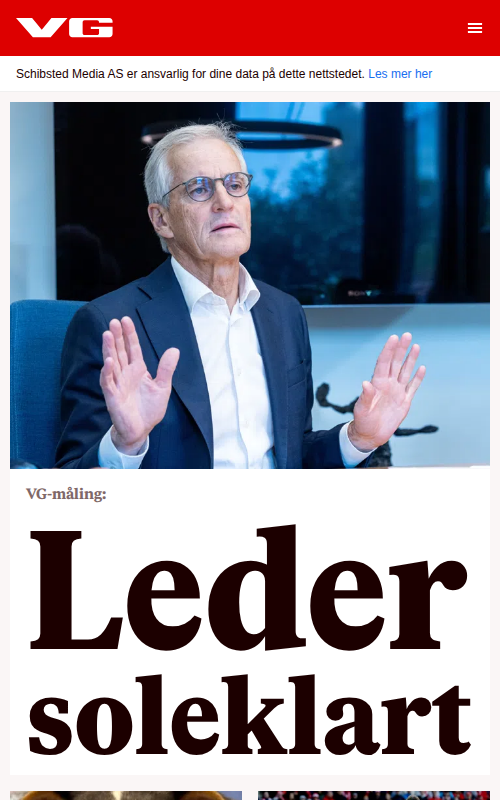 VG
Schibsted Media AS er ansvarlig for dine data på dette nettstedet. Les mer her
VG-måling:
Leder
soleklart